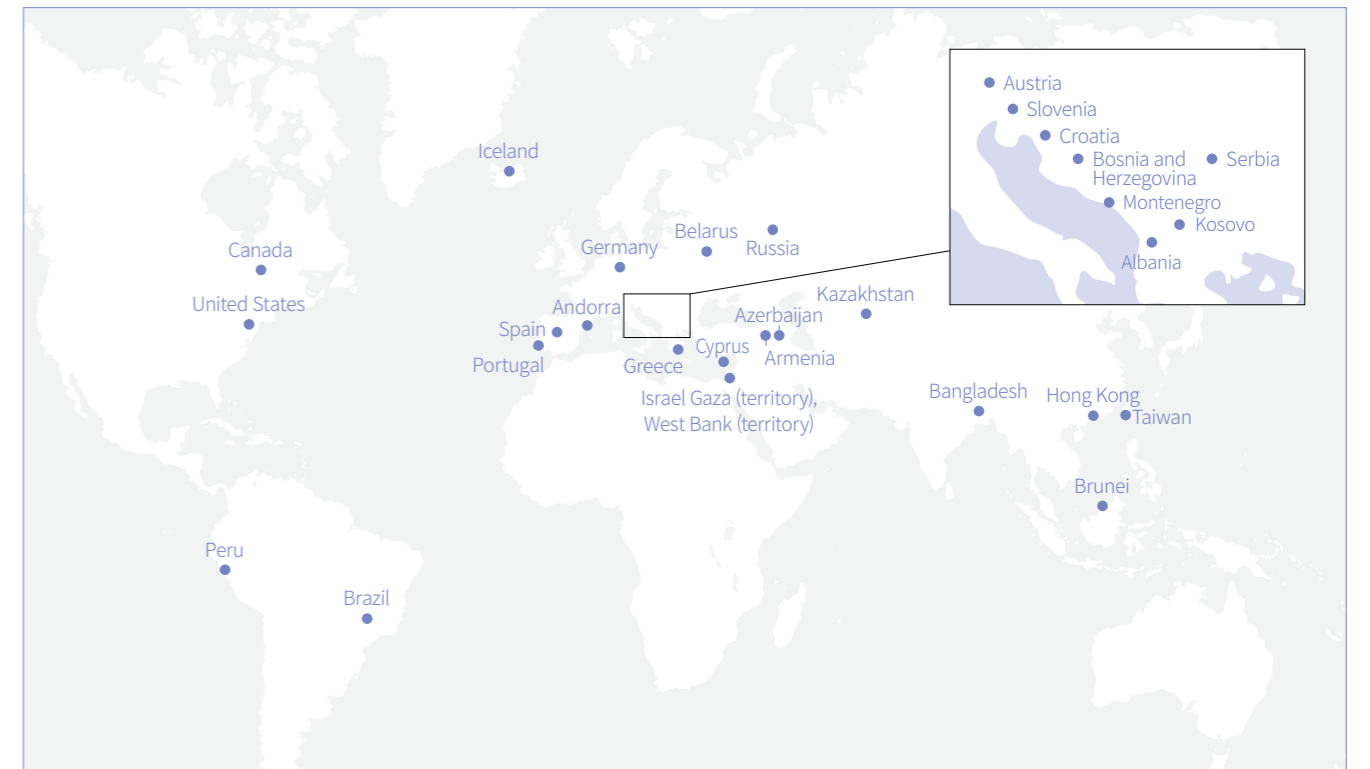 Austria
Slovenia
Croatia
Bosnia and
Herzegovina
Serbia
Montenegro
Kosovo
Albania
Iceland
Canada
United States
Germany
Belarus
Russia
Andorra
Spain
Portugal
Greece
Cyprus
Azerbaijan
Armenia
Kazakhstan
Israel Gaza (territory),
West Bank (territory)
Bangladesh
Hong Kong
Taiwan
Brunei
Peru
Brazil